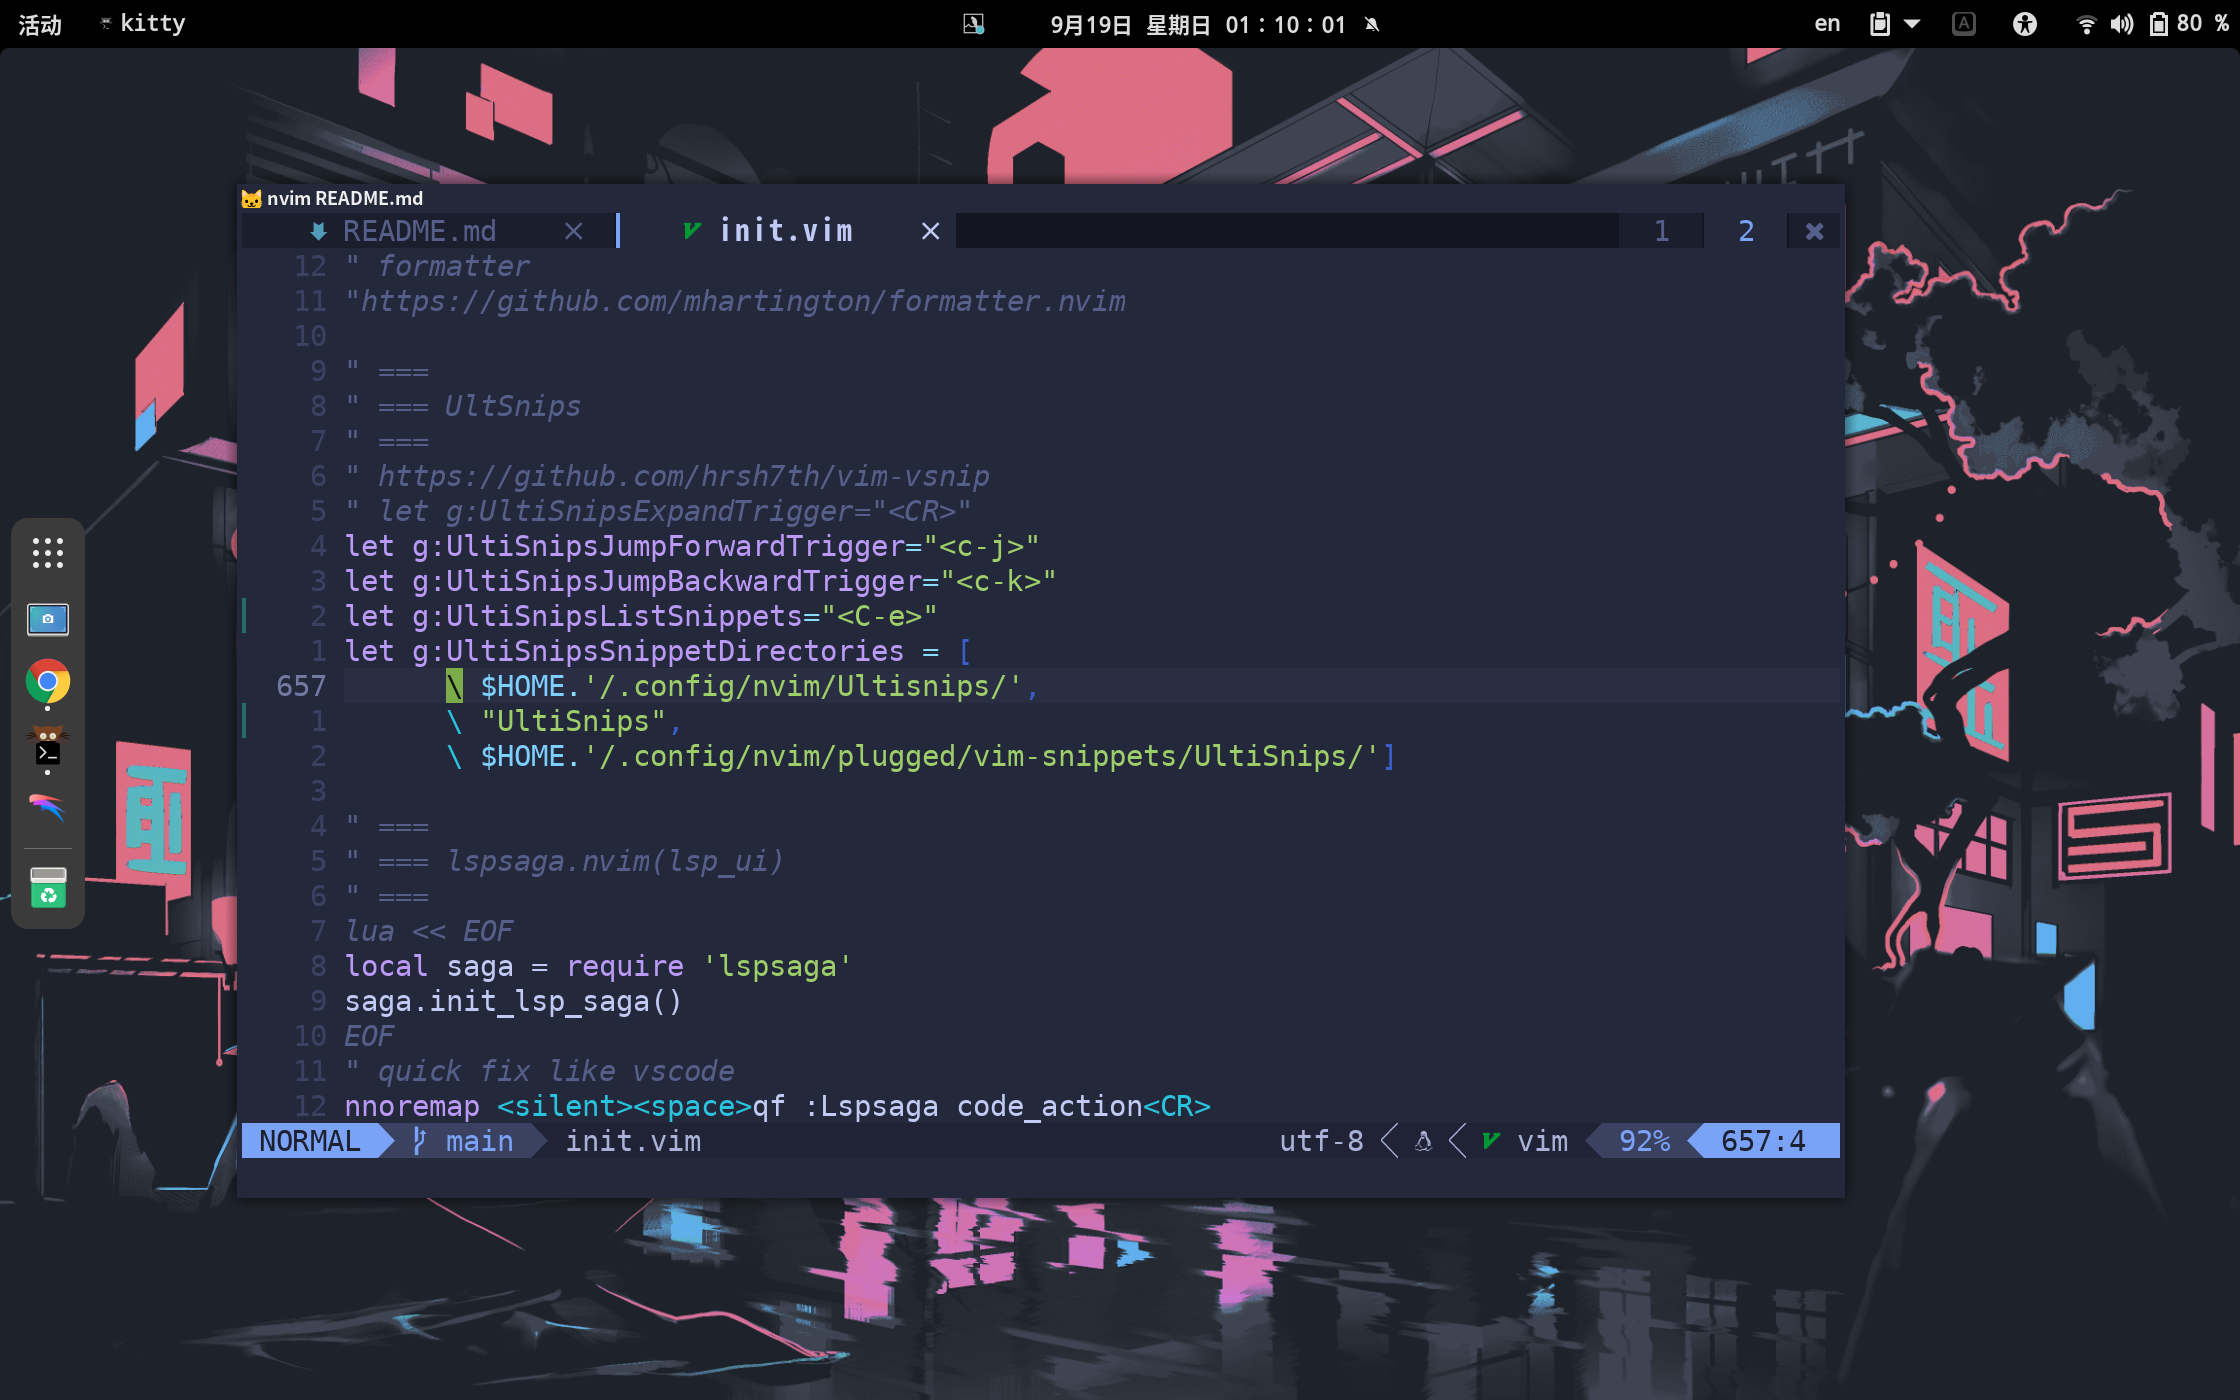 活动 kitty 9月19日 星期日 01:10:01 en A 80 %
nvim README.md
README.md init.vim 1 2
12 " formatter
11 "https://github.com/mhartington/formatter.nvim
10
9 " ===
8 " === UltSnips
7 " ===
6 " https://github.com/hrsh7th/vim-vsnip
5 " let g:UltiSnipsExpandTrigger="<CR>"
4 let g:UltiSnipsJumpForwardTrigger="<c-j>"
3 let g:UltiSnipsJumpBackwardTrigger="<c-k>"
2 let g:UltiSnipsListSnippets="<C-e>"
1 let g:UltiSnipsSnippetDirectories = [
657 \ $HOME.'/.config/nvim/Ultisnips/',
1 \ "UltiSnips",
2 \ $HOME.'/.config/nvim/plugged/vim-snippets/UltiSnips/']
3
4 " ===
5 " === lspsaga.nvim(lsp_ui)
6 " ===
7 lua << EOF
8 local saga = require 'lspsaga'
9 saga.init_lsp_saga()
10 EOF
11 " quick fix like vscode
12 nnoremap <silent><space>qf :Lspsaga code_action<CR>
NORMAL main init.vim utf-8 vim 92% 657:4